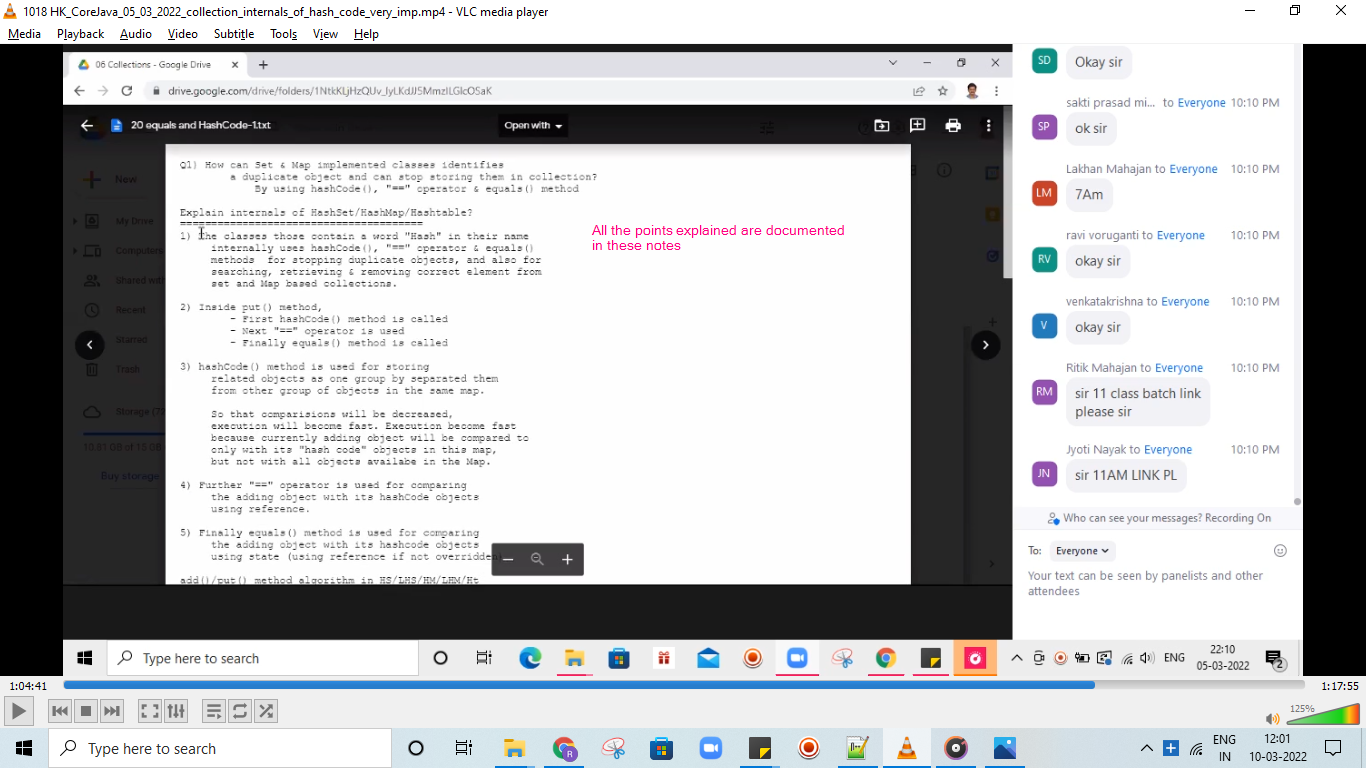 1018 HK_CoreJava_05_03_2022_collection_internals_of_hash_code_very_imp.mp4 - VLC media player
Media Playback Audio Video Subtitle Tools View Help
06 Collections - Google Drive
20 equals and HashCode-1.txt
Open with
Q1) How can Set & Map implemented classes identifies
a duplicate object and can stop storing them in collection?
By using hashCode(), "==" operator & equals() method
Explain internals of HashSet/HashMap/Hashtable?
=======================================
1) The classes those contain a word "Hash" in their name
internally uses hashCode(), "==" operator & equals()
methods for stopping duplicate objects, and also for
searching, retrieving & removing correct element from
set and Map based collections.
2) Inside put() method,
- First hashCode() method is called
- Next "==" operator is used
- Finally equals() method is called
3) hashCode() method is used for storing
related objects as one group by separated them
from other group of objects in the same map.
So that comparisions will be decreased,
execution will become fast. Execution become fast
because currently adding object will be compared to
only with its "hash code" objects in this map,
but not with all objects availabe in the Map.
4) Further "==" operator is used for comparing
the adding object with its hashCode objects
using reference.
5) Finally equals() method is used for comparing
the adding object with its hashcode objects
using state (using reference if not overridden
add()/put() method algorithm in HS/LHS/HM/LHM/Ht
All the points explained are documented
in these notes
New
My Drive
Computers
Shared with
Recent
Starred
Trash
Storage
Buy storage
SD
Okay sir
sakti prasad mi... to Everyone 10:10 PM
SP
ok sir
Lakhan Mahajan to Everyone 10:10 PM
LM
7Am
ravi voruganti to Everyone 10:10 PM
RV
okay sir
venkatakrishna to Everyone 10:10 PM
V
okay sir
Ritik Mahajan to Everyone 10:10 PM
RM
sir 11 class batch link
please sir
Jyoti Nayak to Everyone 10:10 PM
JN
sir 11AM LINK PL
Who can see your messages? Recording On
To: Everyone
Your text can be seen by panelists and other
attendees
Type here to search
ENG
22:10
05-03-2022
2
1:04:41
1:17:55
125%
Type here to search
R
ENG
IN
12:01
10-03-2022